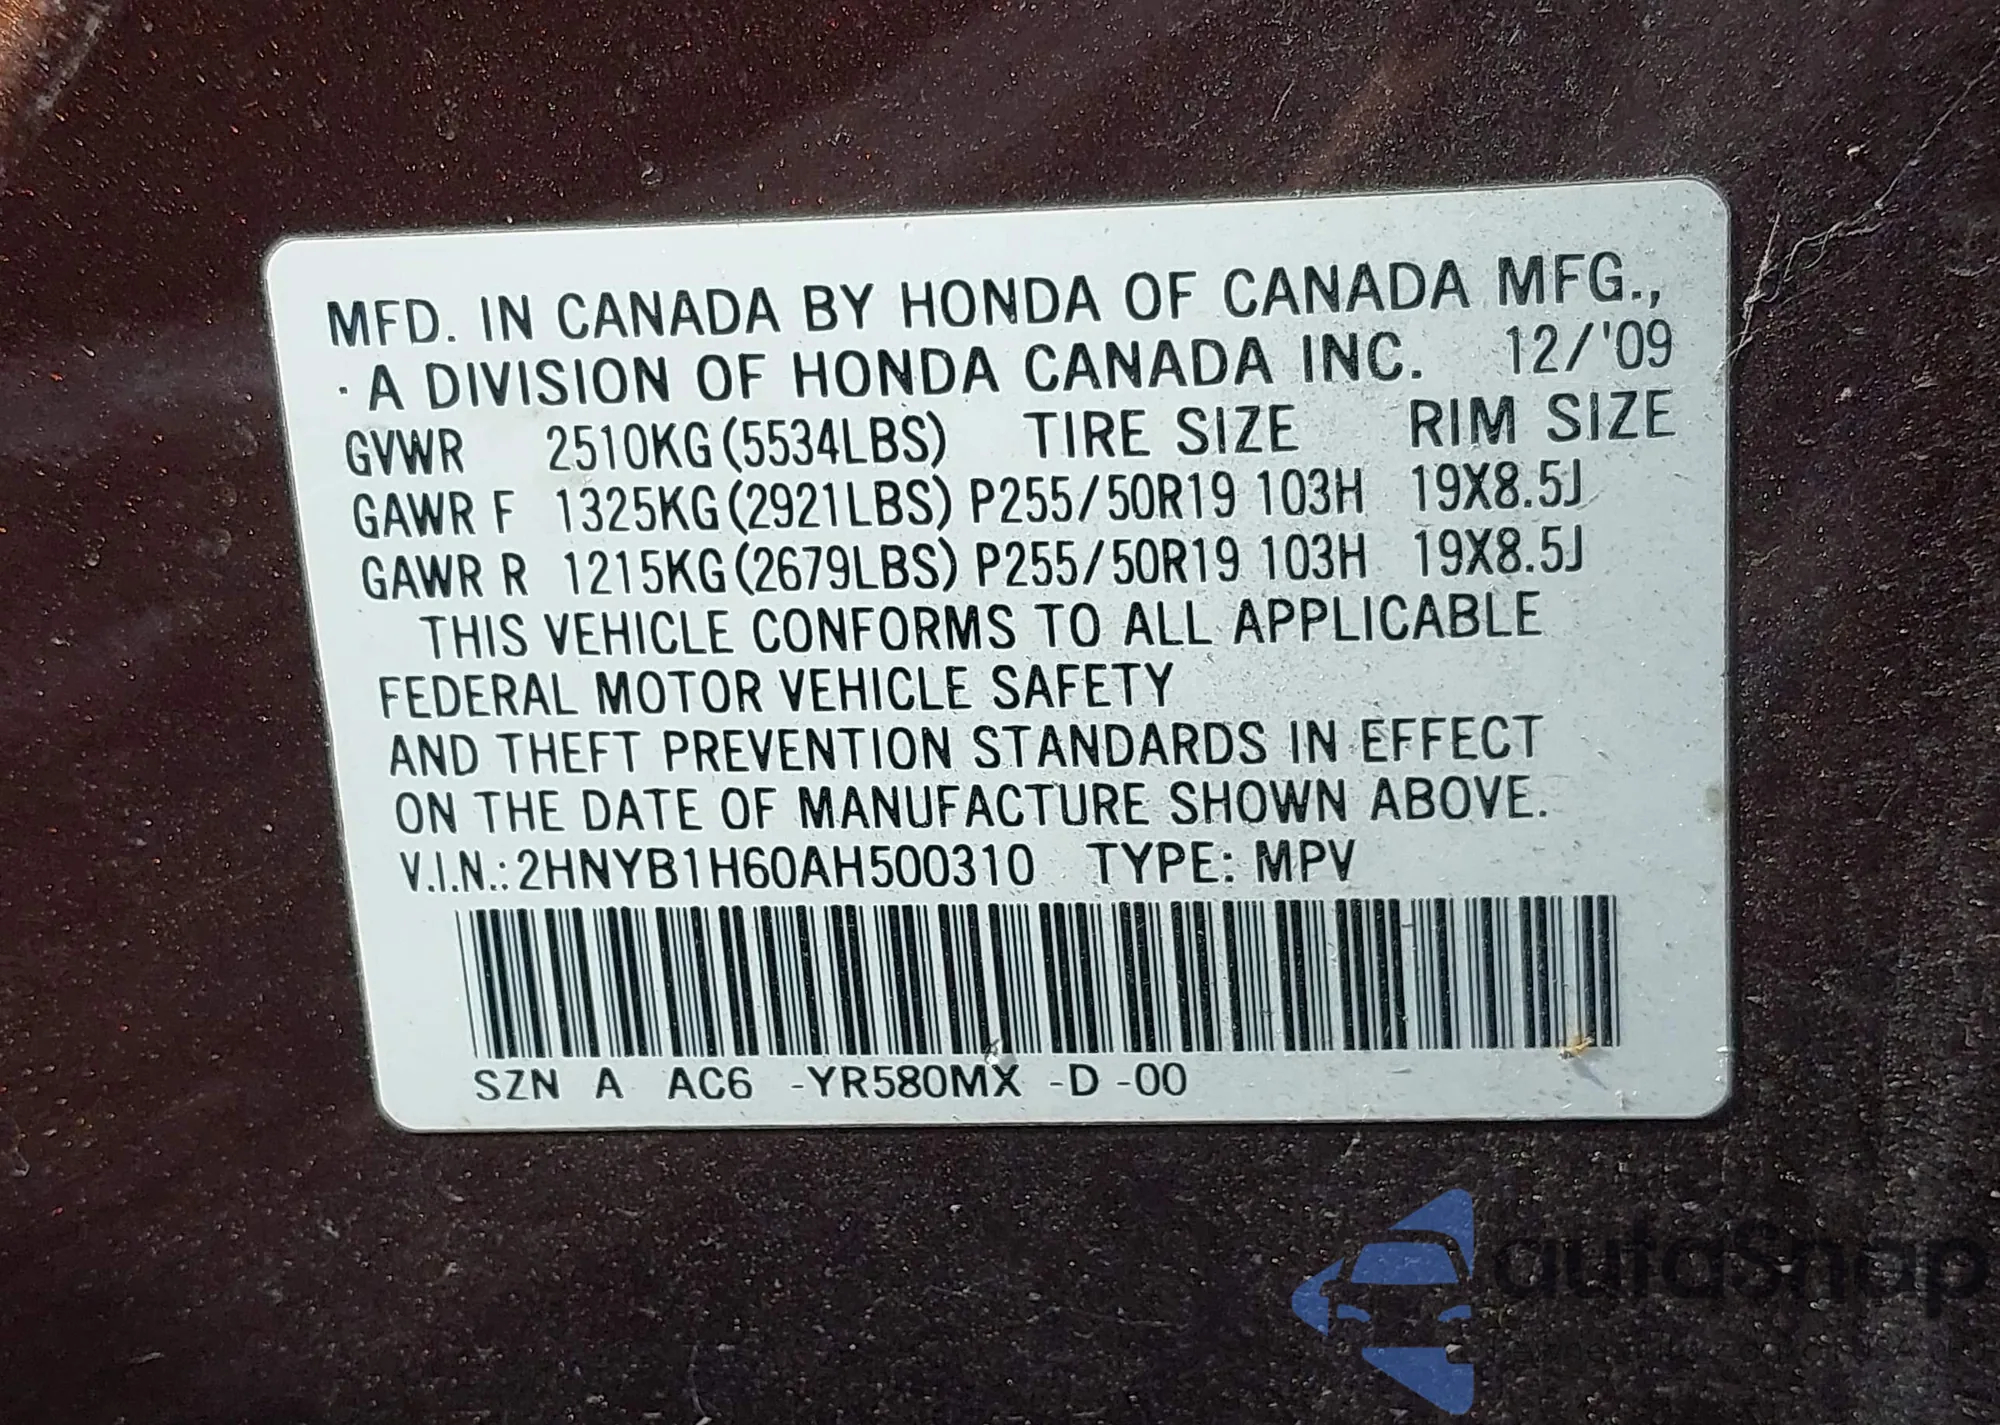 MFD. IN CANADA BY HONDA OF CANADA MFG.,
A DIVISION OF HONDA CANADA INC. 12/'09
GVWR 2510KG(5534LBS) TIRE SIZE RIM SIZE
GAWR F 1325KG(2921LBS) P255/50R19 103H 19X8.5J
GAWR R 1215KG(2679LBS) P255/50R19 103H 19X8.5J
THIS VEHICLE CONFORMS TO ALL APPLICABLE
FEDERAL MOTOR VEHICLE SAFETY
AND THEFT PREVENTION STANDARDS IN EFFECT
ON THE DATE OF MANUFACTURE SHOWN ABOVE.
V.I.N.:2HNYB1H60AH500310 TYPE: MPV
SZN A AC6 -YR580MX -D -00
autoSnap